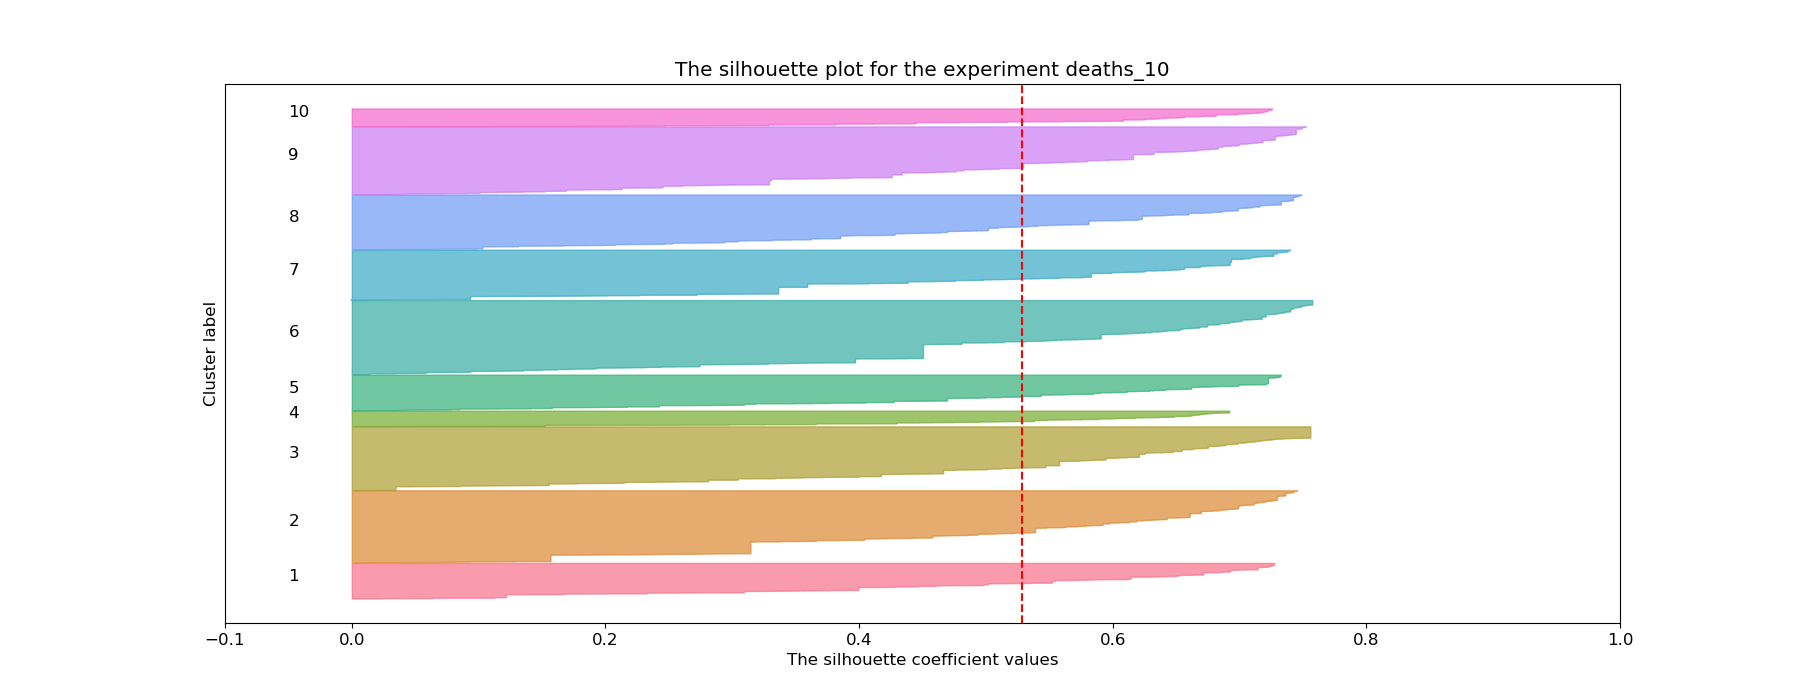 The silhouette plot for the experiment deaths_10
10
9
8
7
6
5
4
3
2
1
Cluster label
−0.1 0.0 0.2 0.4 0.6 0.8 1.0
The silhouette coefficient values